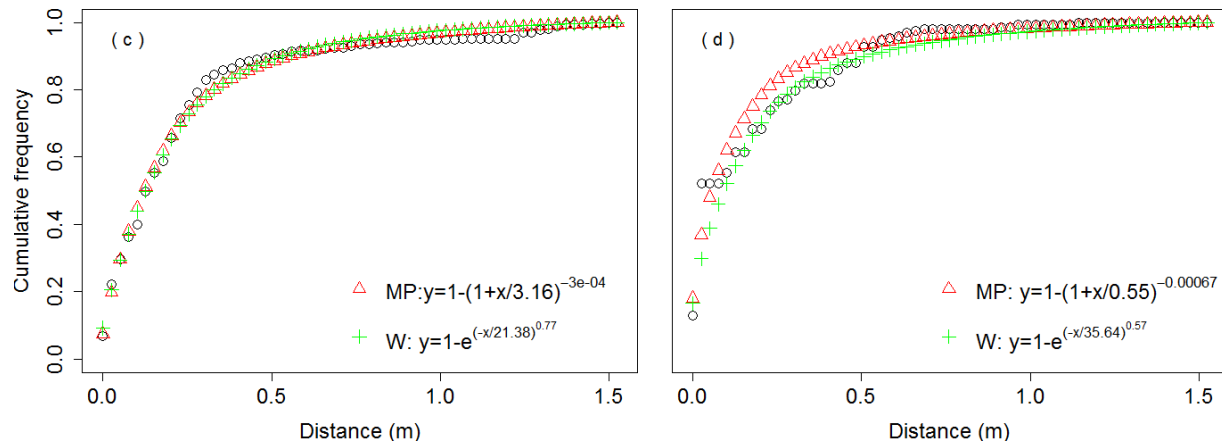 Cumulative frequency
0.0 0.2 0.4 0.6 0.8 1.0
( c )
MP:y=1-(1+x/3.16)^−3e−04
W: y=1-e^(-x/21.38)^0.77
0.0 0.5 1.0 1.5
Distance (m)
( d )
MP: y=1-(1+x/0.55)^−0.00067
W: y=1-e^(-x/35.64)^0.57
0.0 0.5 1.0 1.5
Distance (m)